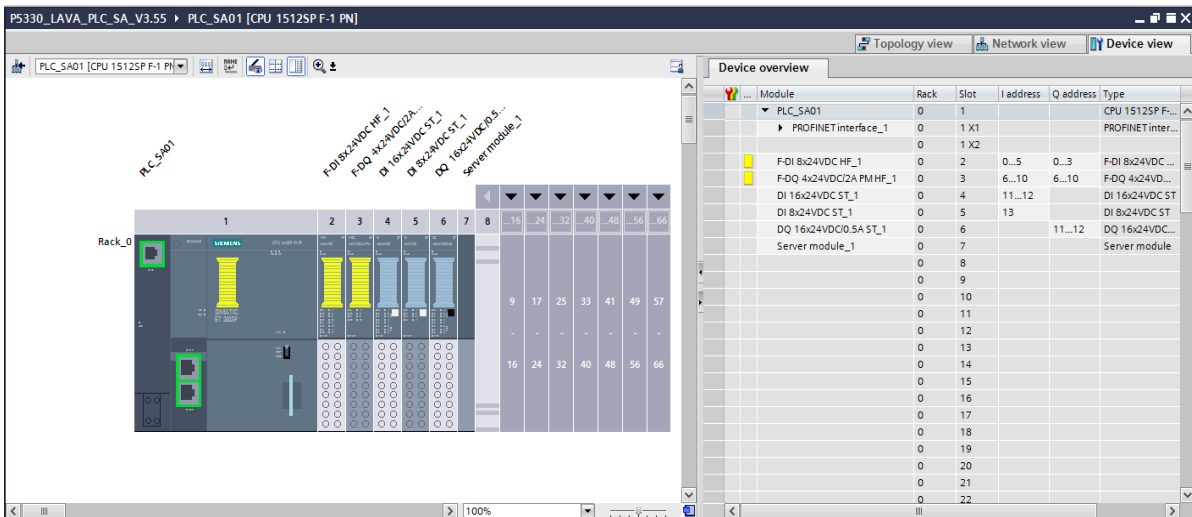 P5330_LAVA_PLC_SA_V3.55 ▸ PLC_SA01 [CPU 1512SP F-1 PN]
Topology view Network view Device view
PLC_SA01 [CPU 1512SP F-1 PN
Device overview
PLC_SA01
F-DI 8x24VDC HF_1
F-DQ 4x24VDC/2A...
DI 16x24VDC ST_1
DI 8x24VDC ST_1
DQ 16x24VDC/0.5...
Server module_1
1 2 3 4 5 6 7 8 ...16 ...24 ...32 ...40 ...48 ...56 ...66
Rack_0
SIEMENS
SIMATIC
ET 200SP
9 17 25 33 41 49 57
- - - - - - -
16 24 32 40 48 56 66
100%
... Module Rack Slot I address Q address Type
PLC_SA01 0 1 CPU 1512SP F-...
PROFINET interface_1 0 1 X1 PROFINET inter...
0 1 X2
F-DI 8x24VDC HF_1 0 2 0...5 0...3 F-DI 8x24VDC ...
F-DQ 4x24VDC/2A PM HF_1 0 3 6...10 6...10 F-DQ 4x24VD...
DI 16x24VDC ST_1 0 4 11...12 DI 16x24VDC ST
DI 8x24VDC ST_1 0 5 13 DI 8x24VDC ST
DQ 16x24VDC/0.5A ST_1 0 6 11...12 DQ 16x24VDC...
Server module_1 0 7 Server module
0 8
0 9
0 10
0 11
0 12
0 13
0 14
0 15
0 16
0 17
0 18
0 19
0 20
0 21
0 22